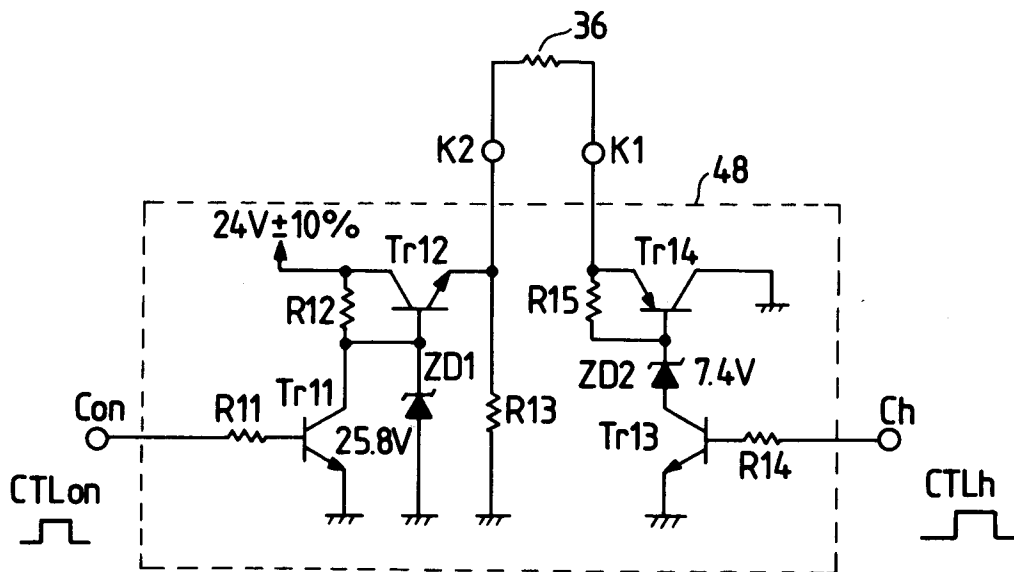 36
K2
K1
48
24V±10%
Tr12
Tr14
R12
R15
ZD1
ZD2
7.4V
Tr11
Con
R11
25.8V
R13
Tr13
Ch
R14
CTLon
CTLh